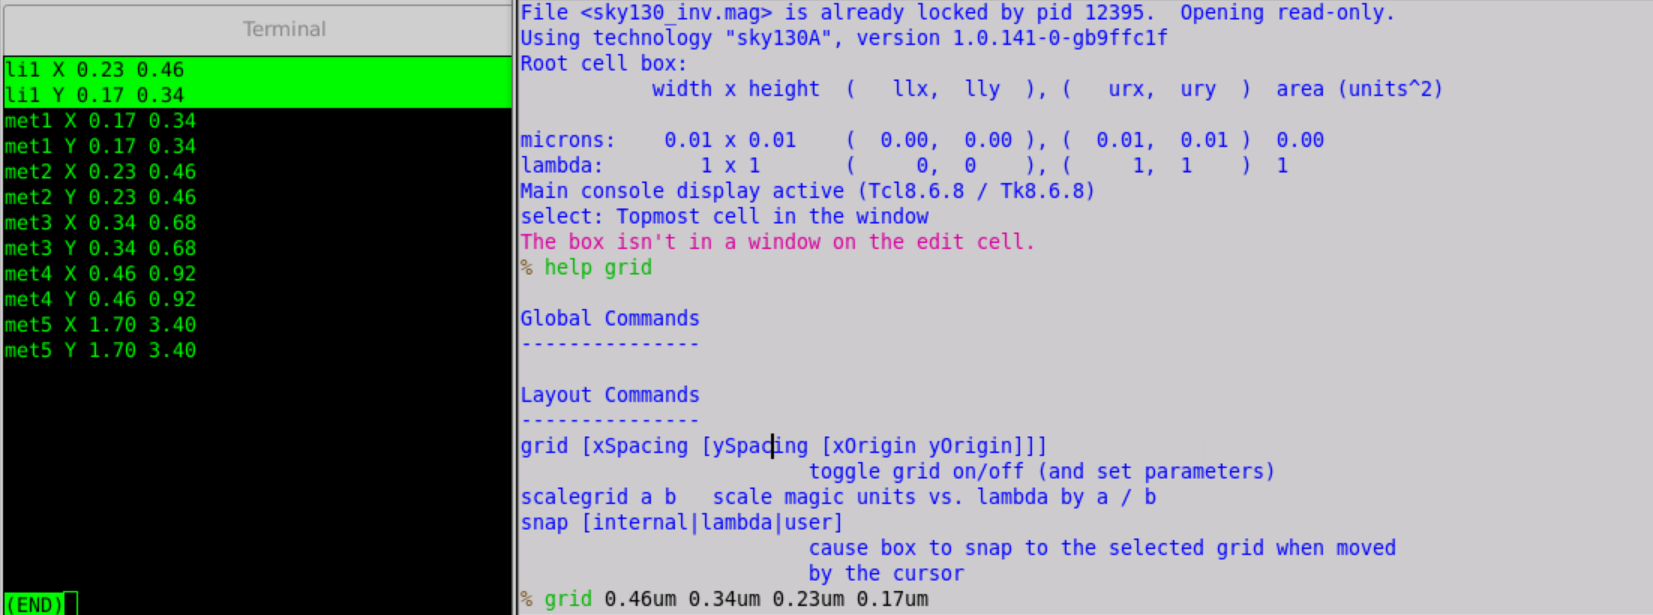 Terminal
li1 X 0.23 0.46
li1 Y 0.17 0.34
met1 X 0.17 0.34
met1 Y 0.17 0.34
met2 X 0.23 0.46
met2 Y 0.23 0.46
met3 X 0.34 0.68
met3 Y 0.34 0.68
met4 X 0.46 0.92
met4 Y 0.46 0.92
met5 X 1.70 3.40
met5 Y 1.70 3.40
(END)
File <sky130_inv.mag> is already locked by pid 12395.  Opening read-only.
Using technology "sky130A", version 1.0.141-0-gb9ffc1f
Root cell box:
           width x height  (   llx,  lly  ), (   urx,  ury  )  area (units^2)
microns:    0.01 x 0.01    (  0.00,  0.00 ), (  0.01,  0.01 )  0.00
lambda:        1 x 1       (     0,  0    ), (     1,  1    )  1
Main console display active (Tcl8.6.8 / Tk8.6.8)
select: Topmost cell in the window
The box isn't in a window on the edit cell.
% help grid
Global Commands
---------------
Layout Commands
---------------
grid [xSpacing [ySpacing [xOrigin yOrigin]]]
                        toggle grid on/off (and set parameters)
scalegrid a b   scale magic units vs. lambda by a / b
snap [internal|lambda|user]
                        cause box to snap to the selected grid when moved
                        by the cursor
% grid 0.46um 0.34um 0.23um 0.17um